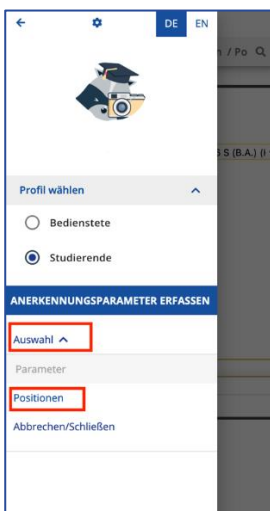 DE EN
n / Po
S (B.A.) (I
Profil wählen
Bedienstete
Studierende
ANERKENNUNGSPARAMETER ERFASSEN
Auswahl
Parameter
Positionen
Abbrechen/Schließen